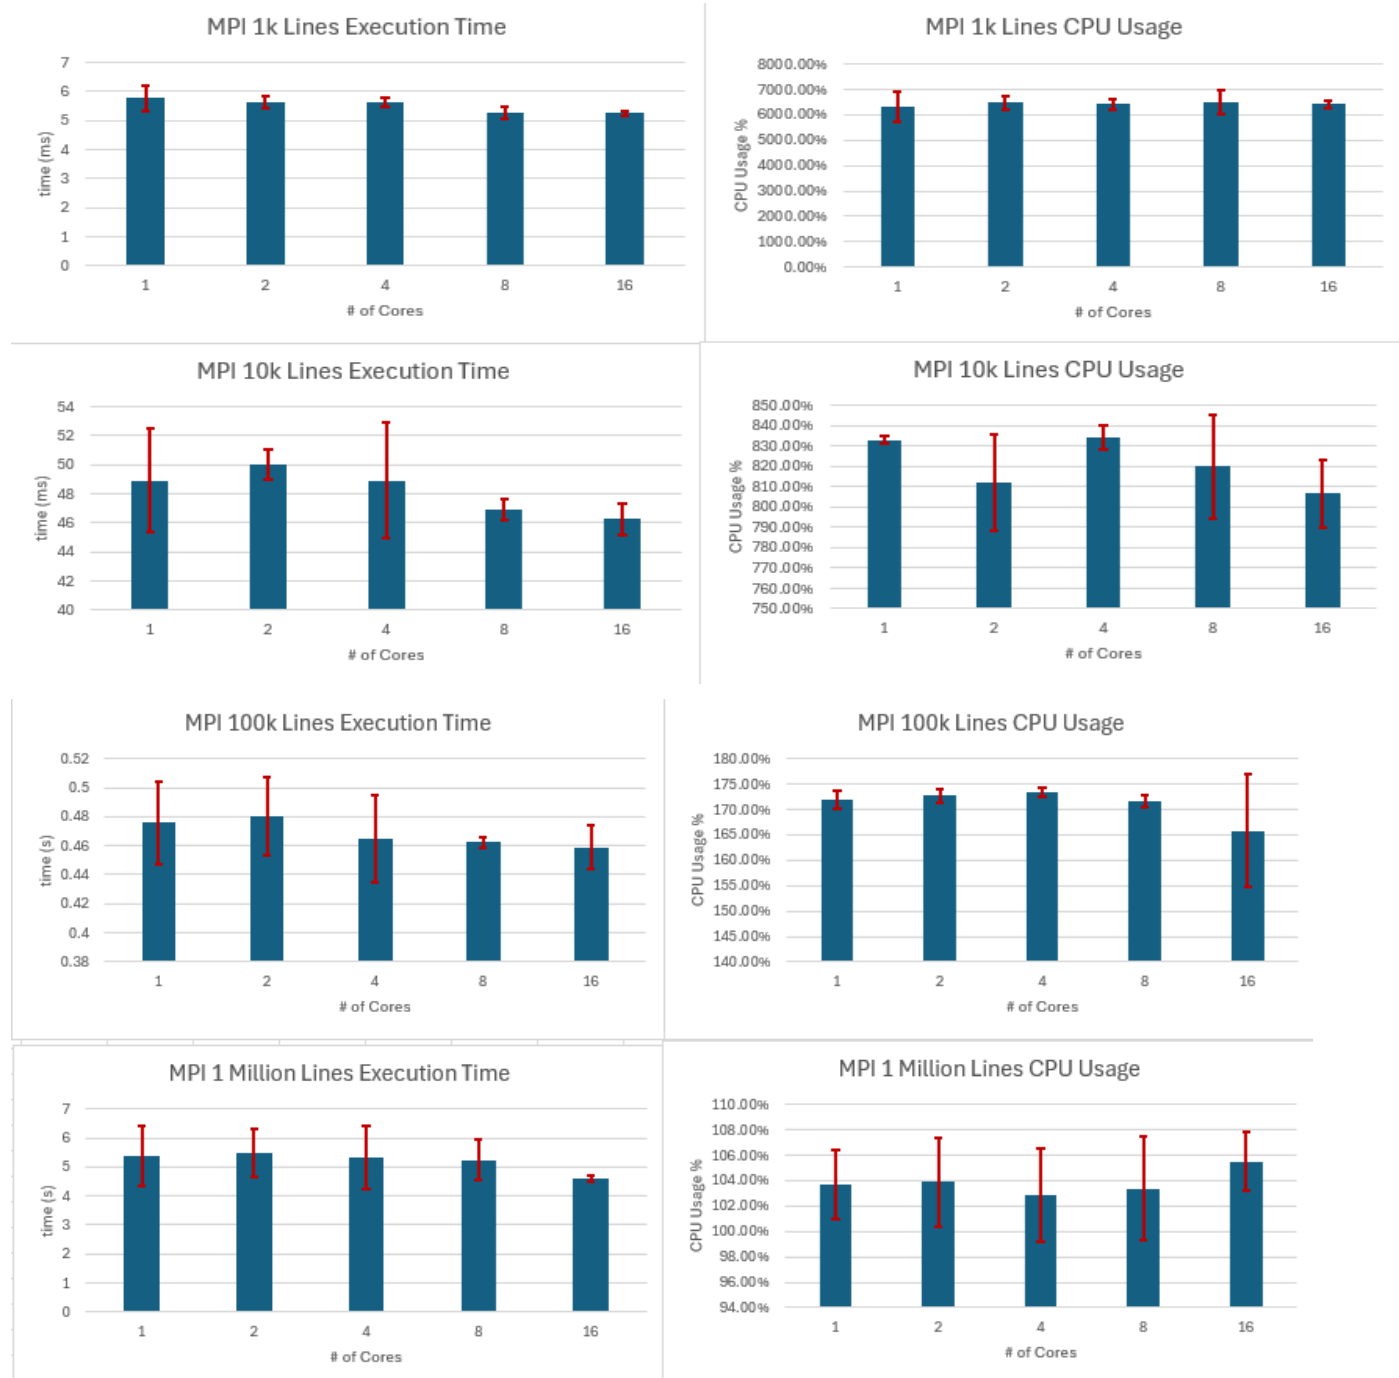 MPI 1k Lines Execution Time
7
6
5
4
3
2
1
0
time (ms)
1 2 4 8 16
# of Cores
MPI 1k Lines CPU Usage
8000.00%
7000.00%
6000.00%
5000.00%
4000.00%
3000.00%
2000.00%
1000.00%
0.00%
CPU Usage %
1 2 4 8 16
# of Cores
MPI 10k Lines Execution Time
54
52
50
48
46
44
42
40
time (ms)
1 2 4 8 16
# of Cores
MPI 10k Lines CPU Usage
850.00%
840.00%
830.00%
820.00%
810.00%
800.00%
790.00%
780.00%
770.00%
760.00%
750.00%
CPU Usage %
1 2 4 8 16
# of Cores
MPI 100k Lines Execution Time
0.52
0.5
0.48
0.46
0.44
0.42
0.4
0.38
time (s)
1 2 4 8 16
# of Cores
MPI 100k Lines CPU Usage
180.00%
175.00%
170.00%
165.00%
160.00%
155.00%
150.00%
145.00%
140.00%
CPU Usage %
1 2 4 8 16
# of Cores
MPI 1 Million Lines Execution Time
7
6
5
4
3
2
1
0
time (s)
1 2 4 8 16
# of Cores
MPI 1 Million Lines CPU Usage
110.00%
108.00%
106.00%
104.00%
102.00%
100.00%
98.00%
96.00%
94.00%
CPU Usage %
1 2 4 8 16
# of Cores